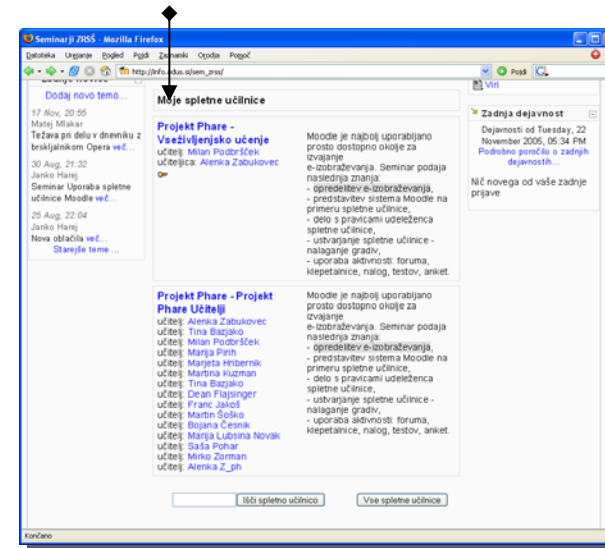 Seminarji ZRSŠ - Mozilla Firefox
Datoteka Urejanje Pogled Pojdi Zaznamki Orodja Pomoč
http://info.edus.si/sem_zrss/
Pojdi
Dodaj novo temo...
17 Nov, 20:55
Matej Mlakar
Težava pri delu v dnevniku z brskljalnikom Opera več...
30 Avg, 21:32
Janko Harej
Seminar Uporaba spletne učilnice Moodle več...
25 Avg, 22:04
Janko Harej
Nova oblačila več...
Starejše teme ...
Moje spletne učilnice
Projekt Phare -
Vseživljenjsko učenje
učitelj: Milan Podbršček
učiteljica: Alenka Zabukovec
Moodle je najbolj uporabljano
prosto dostopno okolje za
izvajanje
e-izobraževanja. Seminar podaja
naslednja znanja:
- opredelitev e-izobraževanja,
- predstavitev sistema Moodle na
primeru spletne učilnice,
- delo s pravicami udeleženca
spletne učilnice,
- ustvarjanje spletne učilnice -
nalaganje gradiv,
- uporaba aktivnosti: foruma,
klepetalnice, nalog, testov, anket.
Projekt Phare - Projekt
Phare Učitelji
učitelj: Alenka Zabukovec
učitelj: Tina Bazjako
učitelj: Milan Podbršček
učitelj: Marija Pirih
učitelj: Marjeta Hribernik
učitelj: Martina Kuzman
učitelj: Tina Bazjako
učitelj: Dean Flajsinger
učitelj: Franc Jakoš
učitelj: Martin Šoško
učitelj: Bojana Česnik
učitelj: Marija Lubsina Novak
učitelj: Saša Pohar
učitelj: Mirko Zorman
učitelj: Alenka Z_ph
Moodle je najbolj uporabljano
prosto dostopno okolje za
izvajanje
e-izobraževanja. Seminar podaja
naslednja znanja:
- opredelitev e-izobraževanja,
- predstavitev sistema Moodle na
primeru spletne učilnice,
- delo s pravicami udeleženca
spletne učilnice,
- ustvarjanje spletne učilnice -
nalaganje gradiv,
- uporaba aktivnosti: foruma,
klepetalnice, nalog, testov, anket.
Išči spletno učilnico
Vse spletne učilnice
Viri
Zadnja dejavnost
Dejavnosti od Tuesday, 22
November 2005, 05:34 PM
Podrobno poročilo o zadnjih
dejavnostih...
Nič novega od vaše zadnje
prijave
Končano